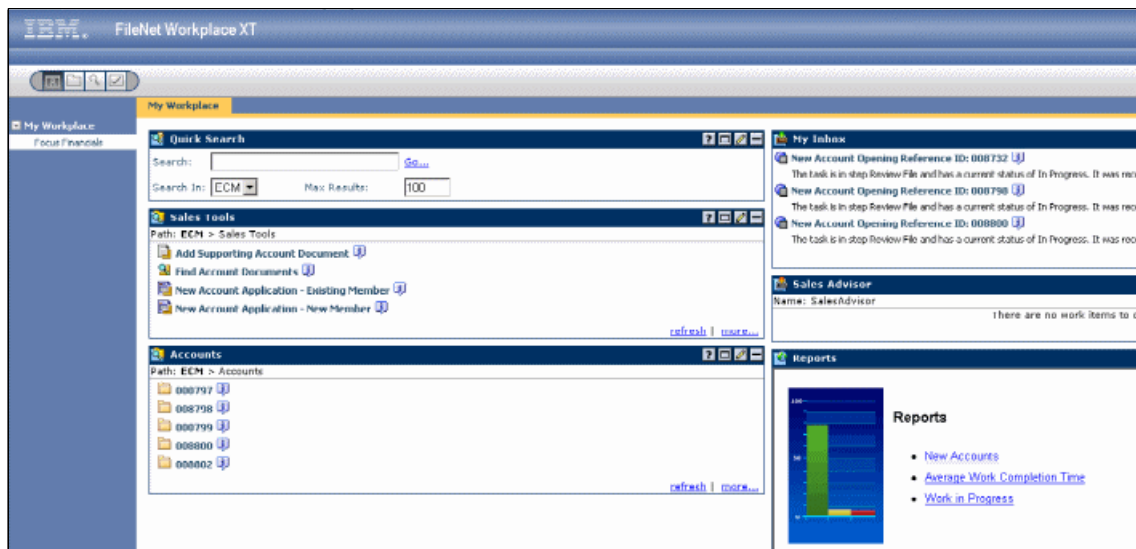 IBM. FileNet Workplace XT
My Workplace
Focus Financials
My Workplace
Quick Search
Search: Go...
Search In: ECM Max Results: 100
Sales Tools
Path: ECM > Sales Tools
Add Supporting Account Document
Find Account Documents
New Account Application - Existing Member
New Account Application - New Member
refresh | more...
Accounts
Path: ECM > Accounts
008797
008798
008799
008800
008802
refresh | more...
My Inbox
New Account Opening Reference ID: 008732
The task is in step Review File and has a current status of In Progress. It was rec
New Account Opening Reference ID: 008798
The task is in step Review File and has a current status of In Progress. It was rec
New Account Opening Reference ID: 008800
The task is in step Review File and has a current status of In Progress. It was rec
Sales Advisor
Name: SalesAdvisor
There are no work items to
Reports
100
50
0
Reports
New Accounts
Average Work Completion Time
Work in Progress